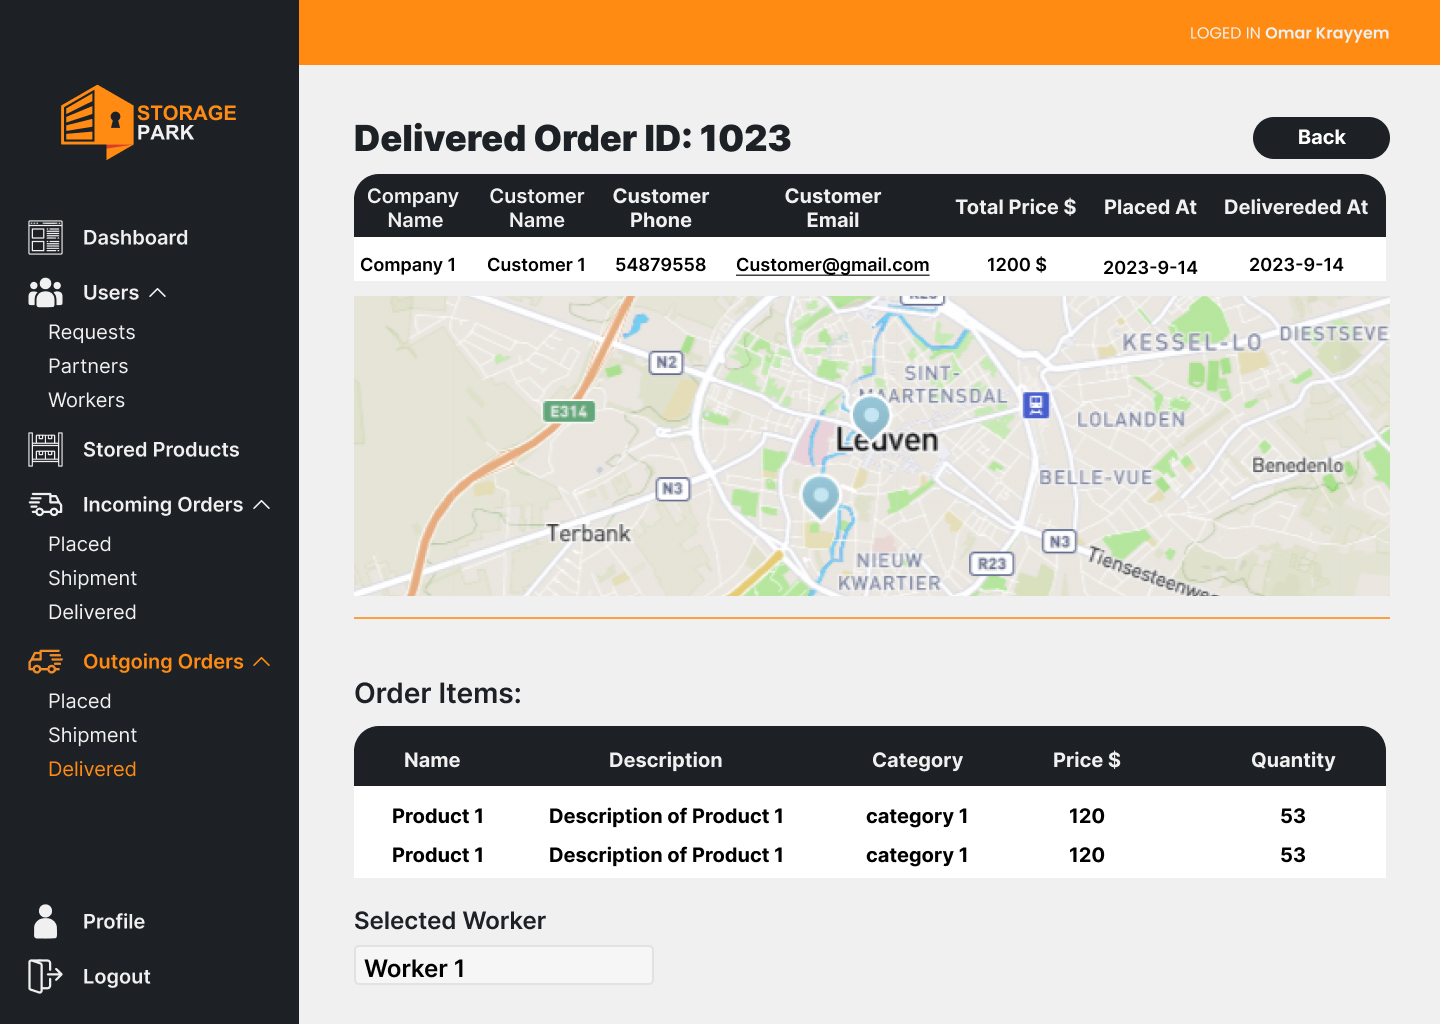 LOGED IN Omar Krayyem
STORAGE
PARK
Dashboard
Users
Requests
Partners
Workers
Stored Products
Incoming Orders
Placed
Shipment
Delivered
Outgoing Orders
Placed
Shipment
Delivered
Profile
Logout
Delivered Order ID: 1023
Back
Company Name Customer Name Customer Phone Customer Email Total Price $ Placed At Delivereded At
Company 1 Customer 1 54879558 Customer@gmail.com 1200 $ 2023-9-14 2023-9-14
R23
KESSEL-LO
DIESTSEVE
N2
SINT-
MAARTENSDAL
E314
LOLANDEN
Leuven
Benedenlo
BELLE-VUE
N3
Terbank
N3
NIEUW
KWARTIER
R23
Tiensesteenweg
Order Items:
Name Description Category Price $ Quantity
Product 1 Description of Product 1 category 1 120 53
Product 1 Description of Product 1 category 1 120 53
Selected Worker
Worker 1